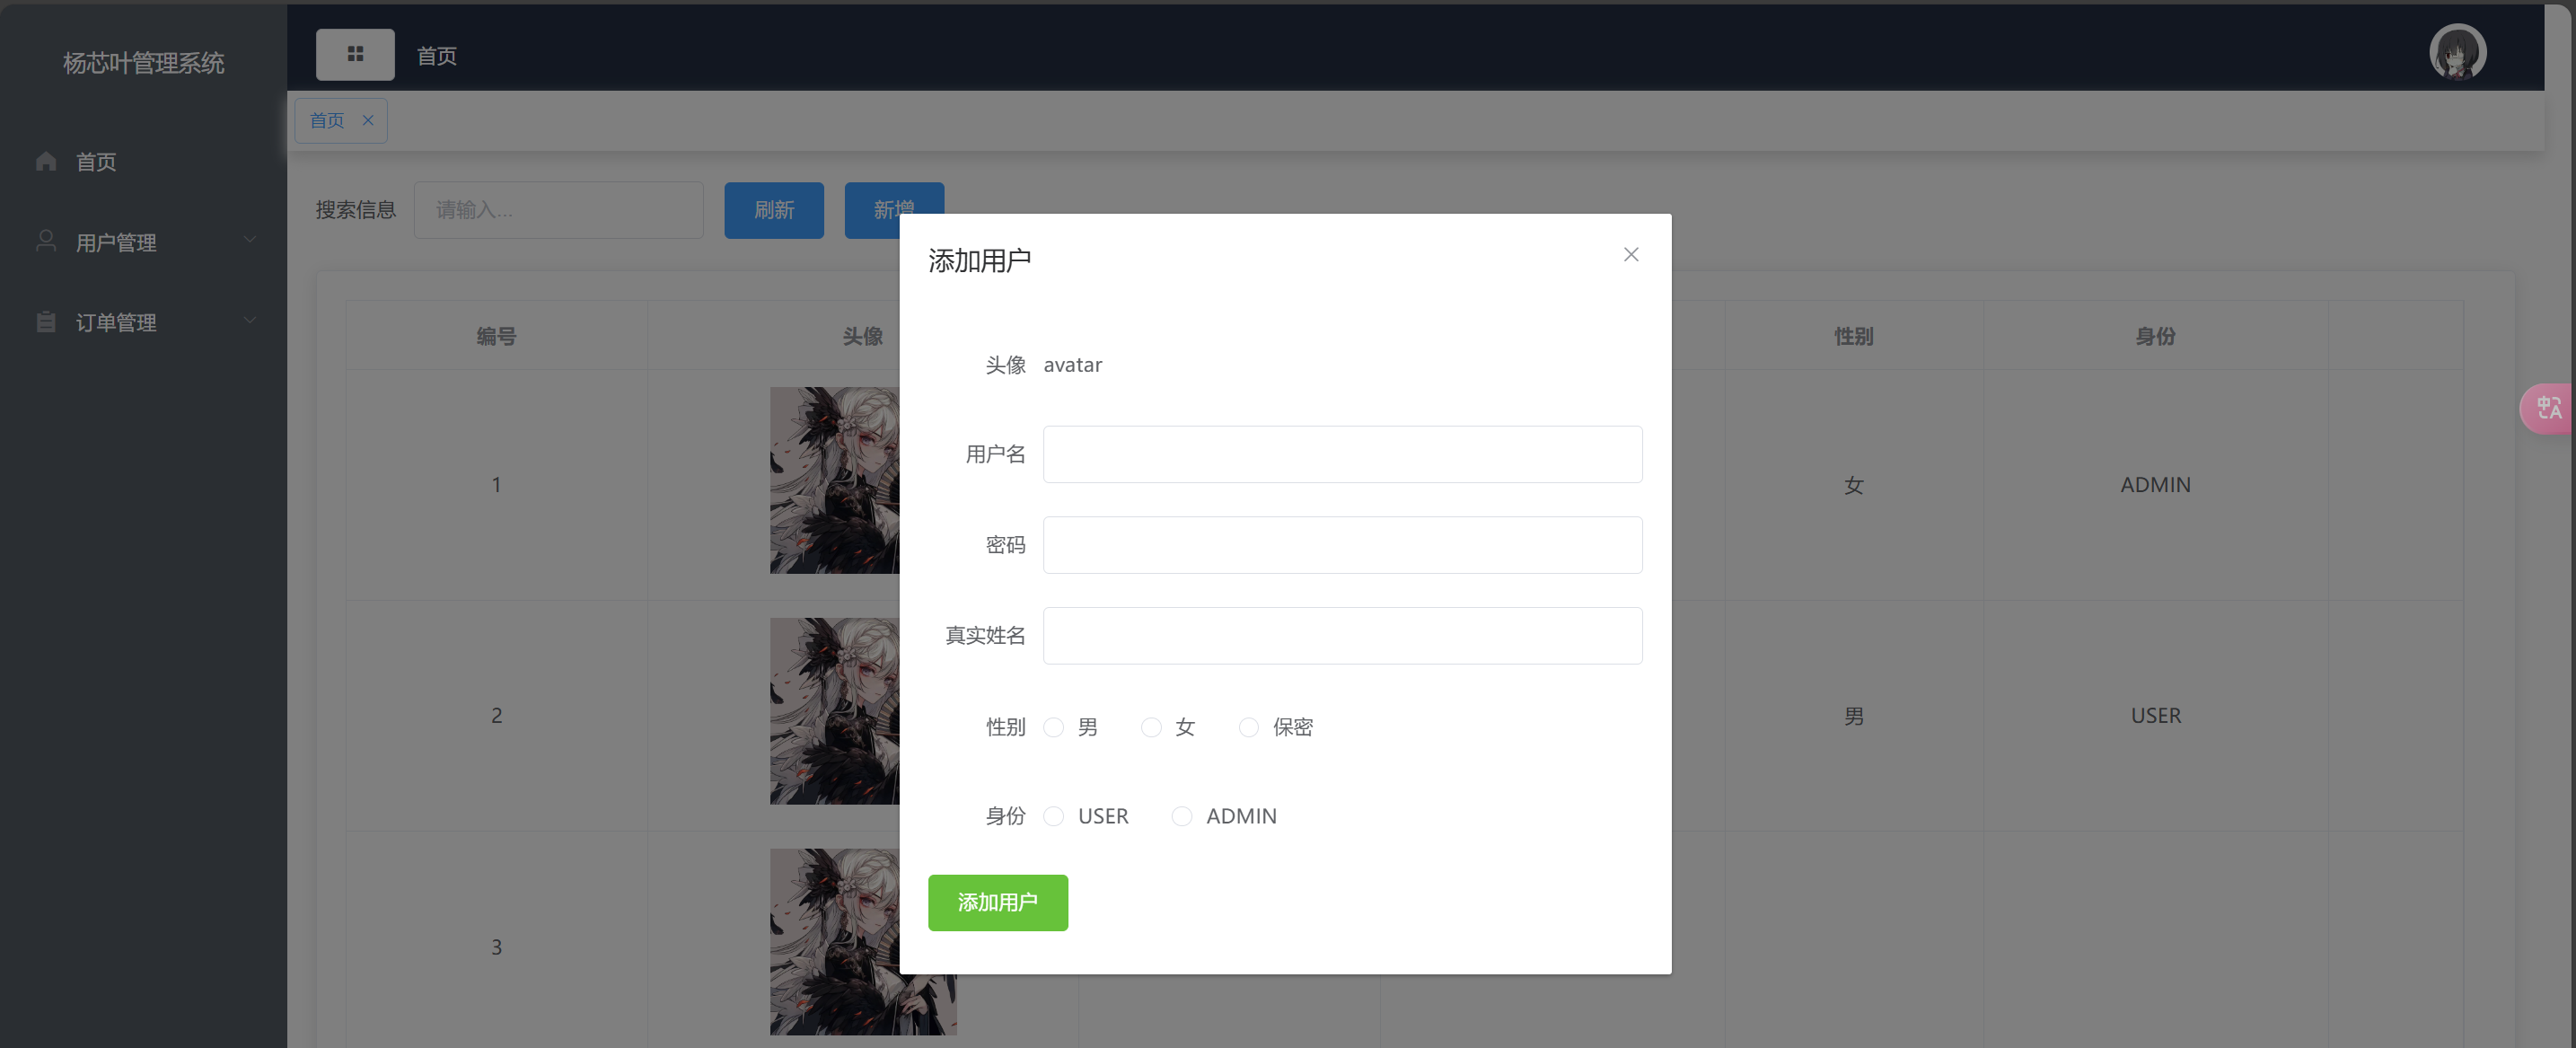 杨芯叶管理系统
首页
首页
首页
用户管理
订单管理
搜索信息
请输入...
刷新
新增
编号
头像
性别
身份
1
女
ADMIN
2
男
USER
3
添加用户
头像
avatar
用户名
密码
真实姓名
性别
男
女
保密
身份
USER
ADMIN
添加用户